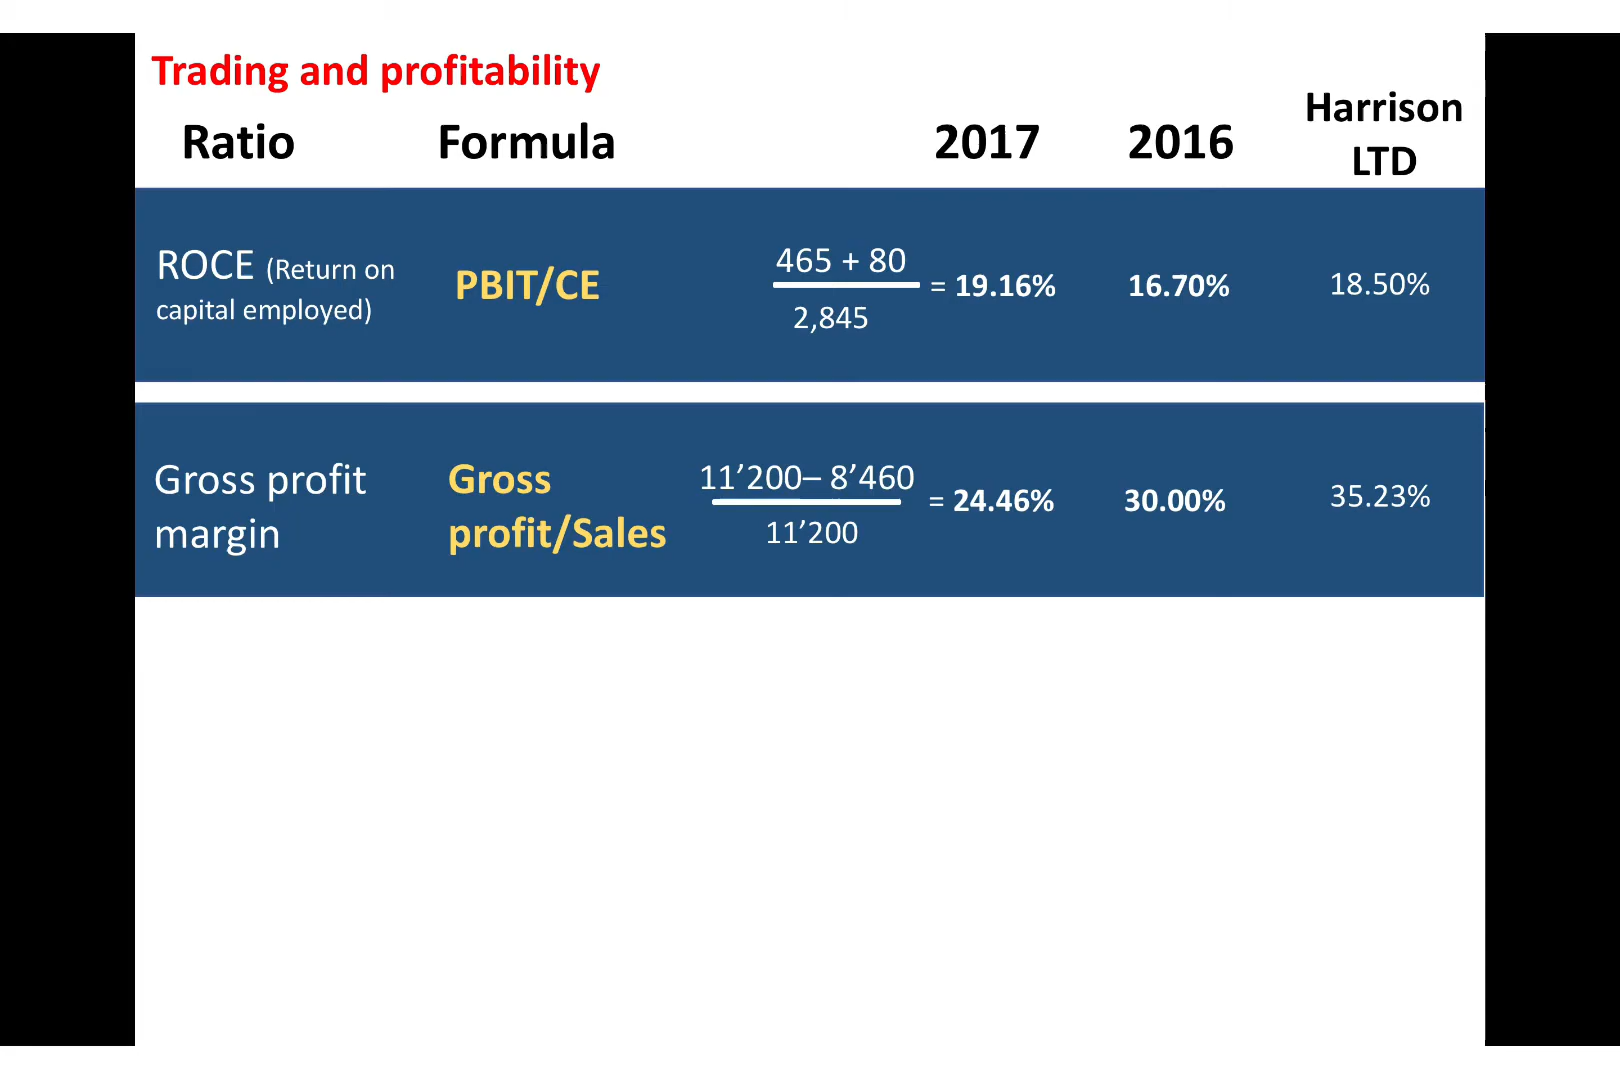 Trading and profitability
Ratio Formula 2017 2016 Harrison
LTD
ROCE (Return on
capital employed)
PBIT/CE
465 + 80
2,845
= 19.16% 16.70% 18.50%
Gross profit
margin
Gross
profit/Sales
11’200– 8’460
11’200
= 24.46% 30.00% 35.23%